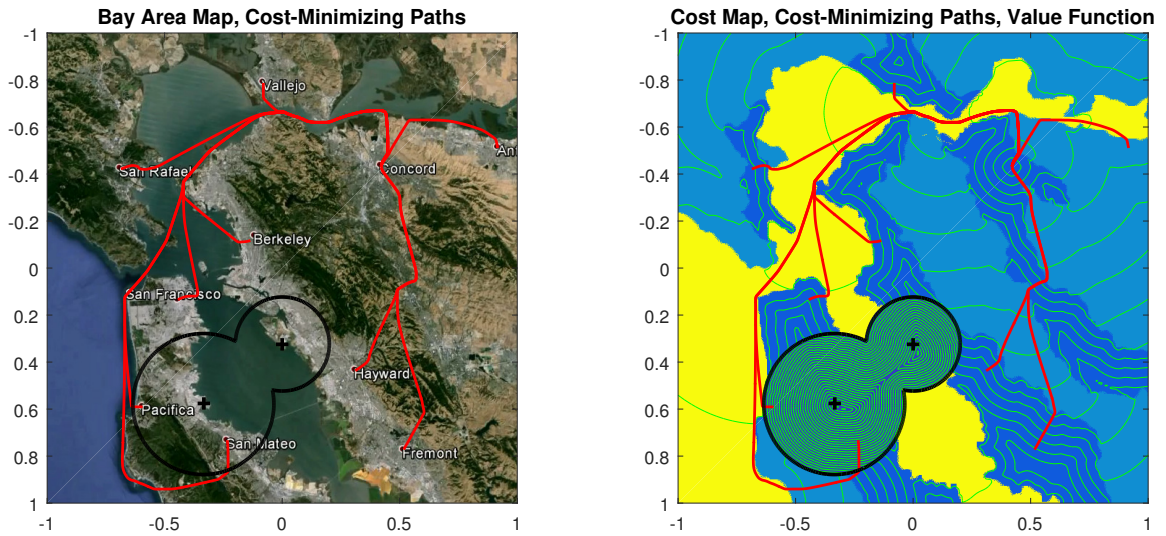 Bay Area Map, Cost-Minimizing Paths
-1
-0.8
-0.6
-0.4
-0.2
0
0.2
0.4
0.6
0.8
1
-1
-0.5
0
0.5
1
Vallejo
San Rafael
Concord
Ant
Berkeley
San Francisco
Hayward
Pacifica
San Mateo
Fremont
Cost Map, Cost-Minimizing Paths, Value Function
-1
-0.8
-0.6
-0.4
-0.2
0
0.2
0.4
0.6
0.8
1
-1
-0.5
0
0.5
1